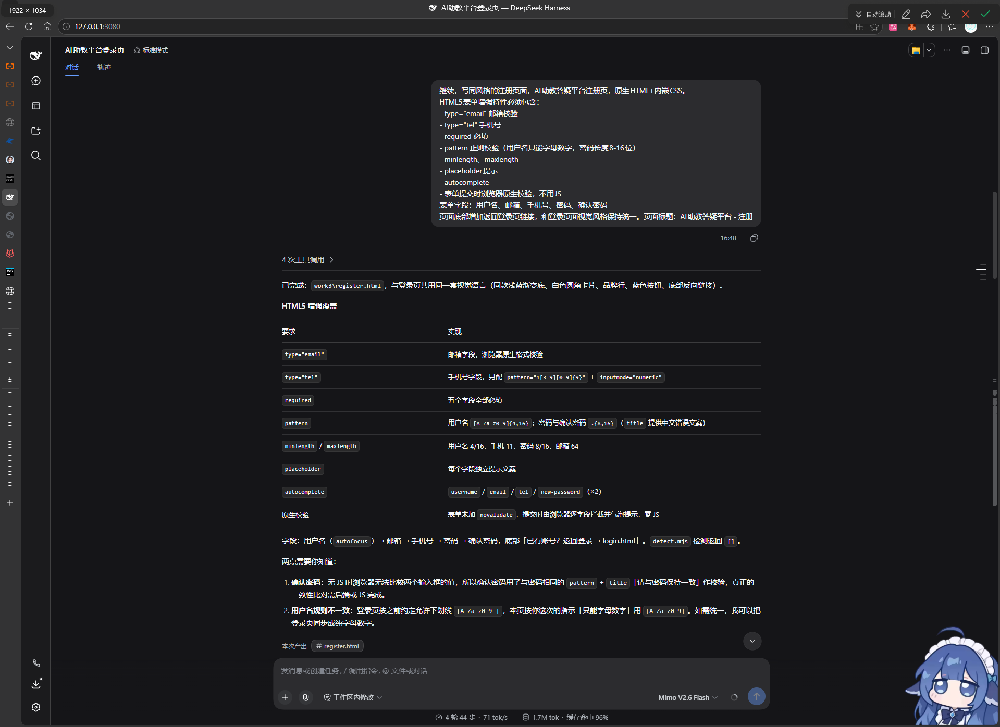 1922 × 1034
AI助教平台登录页 — DeepSeek Harness
自动滚动
127.0.0.1:3080
AI助教平台登录页 标准模式
对话 轨迹
继续，写同风格的注册页面，AI助教答疑平台注册页，原生HTML+内嵌CSS。
HTML5表单增强特性必须包含：
- type="email" 邮箱校验
- type="tel" 手机号
- required 必填
- pattern 正则校验（用户名只能字母数字，密码长度8-16位）
- minlength、maxlength
- placeholder提示
- autocomplete
- 表单提交时浏览器原生校验，不用JS
表单字段：用户名、邮箱、手机号、密码、确认密码
页面底部增加返回登录页链接，和登录页面视觉风格保持统一。页面标题：AI助教答疑平台 - 注册
16:48
4 次工具调用
已完成：work3\register.html，与登录页共用同一套视觉语言（同款浅蓝渐变底、白色圆角卡片、品牌行、蓝色按钮、底部反向链接）。
HTML5 增强覆盖
要求 实现
type="email" 邮箱字段，浏览器原生格式校验
type="tel" 手机号字段，另配 pattern="1[3-9][0-9]{9}" + inputmode="numeric"
required 五个字段全部必填
pattern 用户名 [A-Za-z0-9]{4,16}；密码与确认密码 .{8,16}（title 提供中文错误文案）
minlength / maxlength 用户名 4/16，手机 11，密码 8/16，邮箱 64
placeholder 每个字段独立提示文案
autocomplete username / email / tel / new-password（×2）
原生校验 表单未加 novalidate，提交时由浏览器逐字段拦截并气泡提示，零 JS
字段：用户名（autofocus）→ 邮箱 → 手机号 → 密码 → 确认密码，底部「已有账号？返回登录 → login.html」。detect.mjs 检测返回 []。
两点需要你知道：
1. 确认密码：无 JS 时浏览器无法比较两个输入框的值，所以确认密码用了与密码相同的 pattern + title「请与密码保持一致」作校验，真正的
一致性比对需后端或 JS 完成。
2. 用户名规则不一致：登录页按之前约定允许下划线 [A-Za-z0-9_]，本页按你这次的指示「只能字母数字」用 [A-Za-z0-9]。如需统一，我可以把
登录页同步成纯字母数字。
本次产出 # register.html
发消息或创建任务，/ 调用指令，@ 文件或对话
工作区内修改 Mimo V2.6 Flash
4 轮 44 步 · 71 tok/s 1.7M tok · 缓存命中 96%